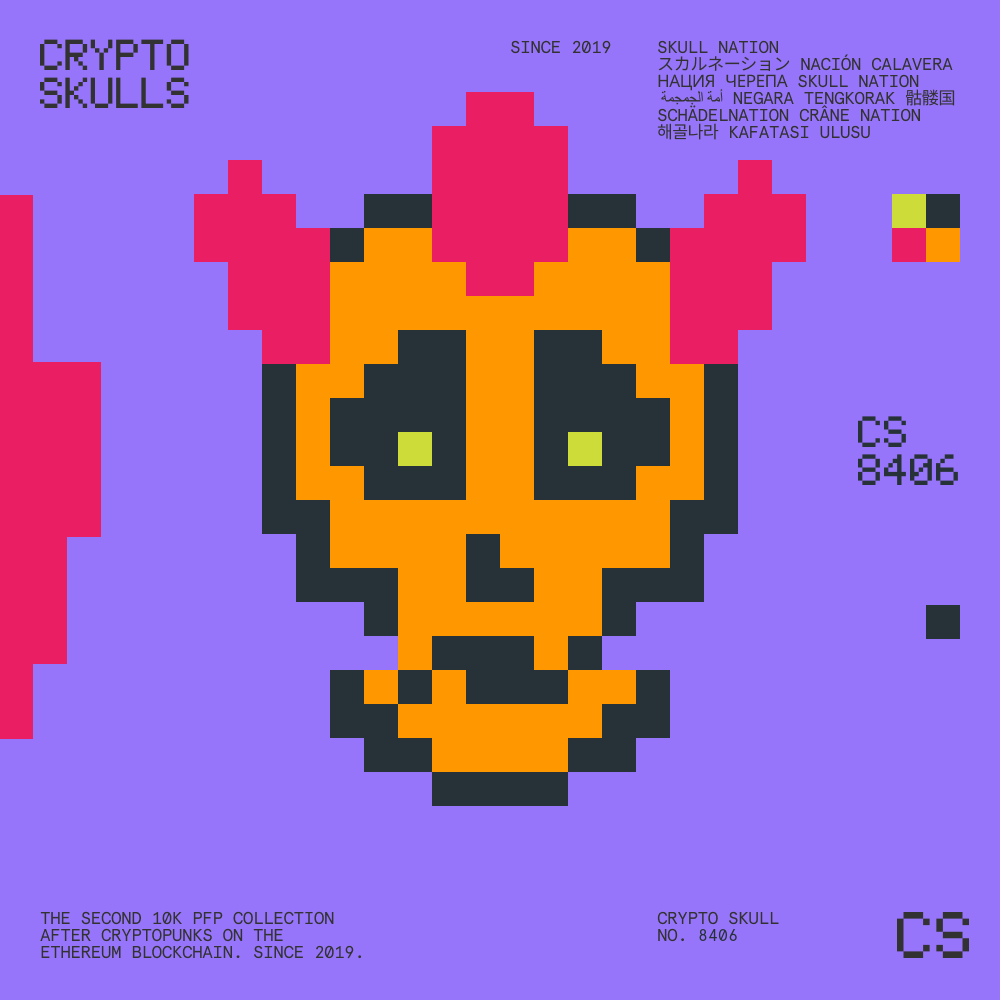 CRYPTO
SKULLS
SINCE 2019
SKULL NATION
スカルネーション NACIÓN CALAVERA
НАЦИЯ ЧЕРЕПА SKULL NATION
أمة الجمجمة NEGARA TENGKORAK 骷髅国
SCHÄDELNATION CRÂNE NATION
해골나라 KAFATASI ULUSU
CS
8406
THE SECOND 10K PFP COLLECTION
AFTER CRYPTOPUNKS ON THE
ETHEREUM BLOCKCHAIN. SINCE 2019.
CRYPTO SKULL
NO. 8406
CS